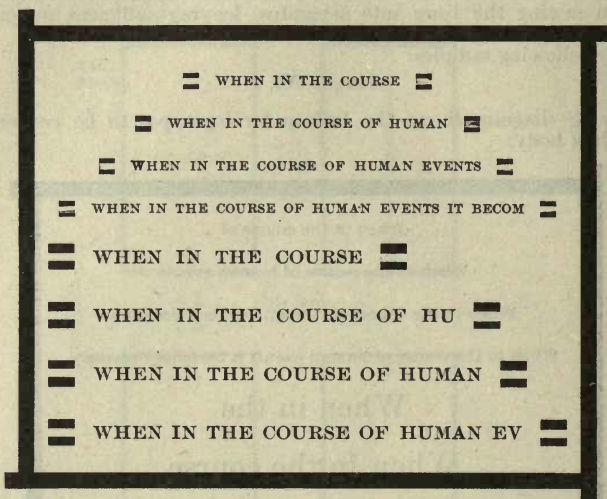 WHEN IN THE COURSE
WHEN IN THE COURSE OF HUMAN
WHEN IN THE COURSE OF HUMAN EVENTS
WHEN IN THE COURSE OF HUMAN EVENTS IT BECOM
WHEN IN THE COURSE
WHEN IN THE COURSE OF HU
WHEN IN THE COURSE OF HUMAN
WHEN IN THE COURSE OF HUMAN EV